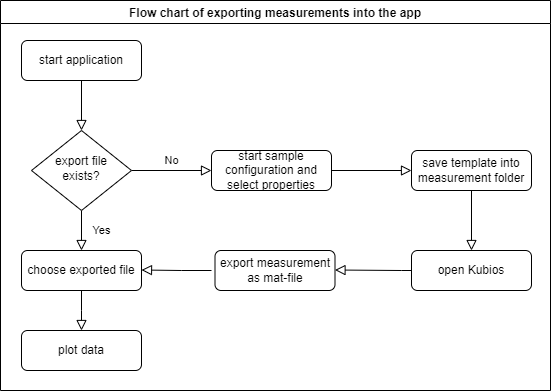 Flow chart of exporting measurements into the app
start application
export file
exists?
No
start sample
configuration and
select properties
save template into
measurement folder
Yes
choose exported file
export measurement
as mat-file
open Kubios
plot data